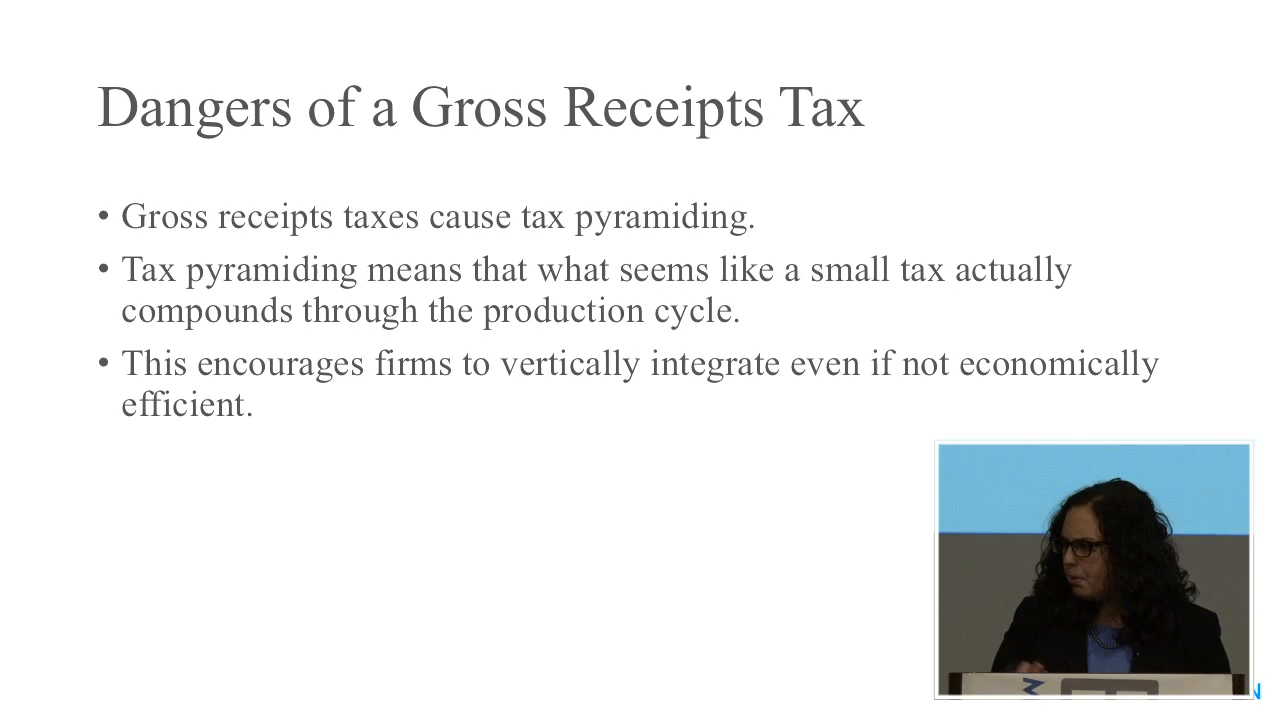 Dangers of a Gross Receipts Tax
• Gross receipts taxes cause tax pyramiding.
• Tax pyramiding means that what seems like a small tax actually
compounds through the production cycle.
• This encourages firms to vertically integrate even if not economically
efficient.